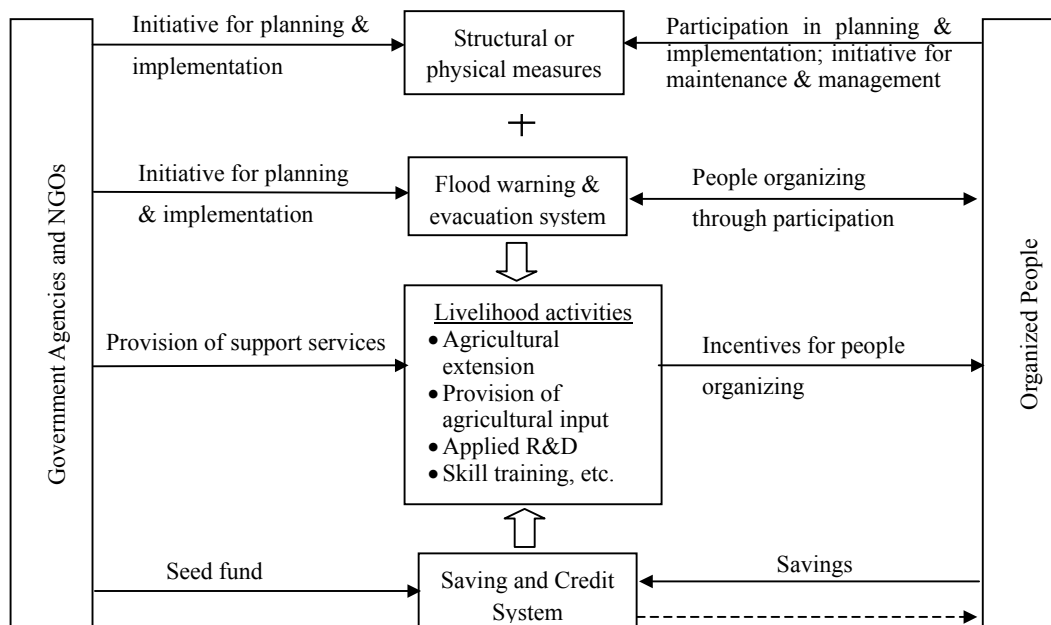 Government Agencies and NGOs
Initiative for planning &
implementation
Structural or
physical measures
Participation in planning &
implementation; initiative for
maintenance & management
+
Initiative for planning
& implementation
Flood warning &
evacuation system
People organizing
through participation
Provision of support services
Livelihood activities
• Agricultural
extension
• Provision of
agricultural input
• Applied R&D
• Skill training, etc.
Incentives for people
organizing
Seed fund
Saving and Credit
System
Savings
Organized People